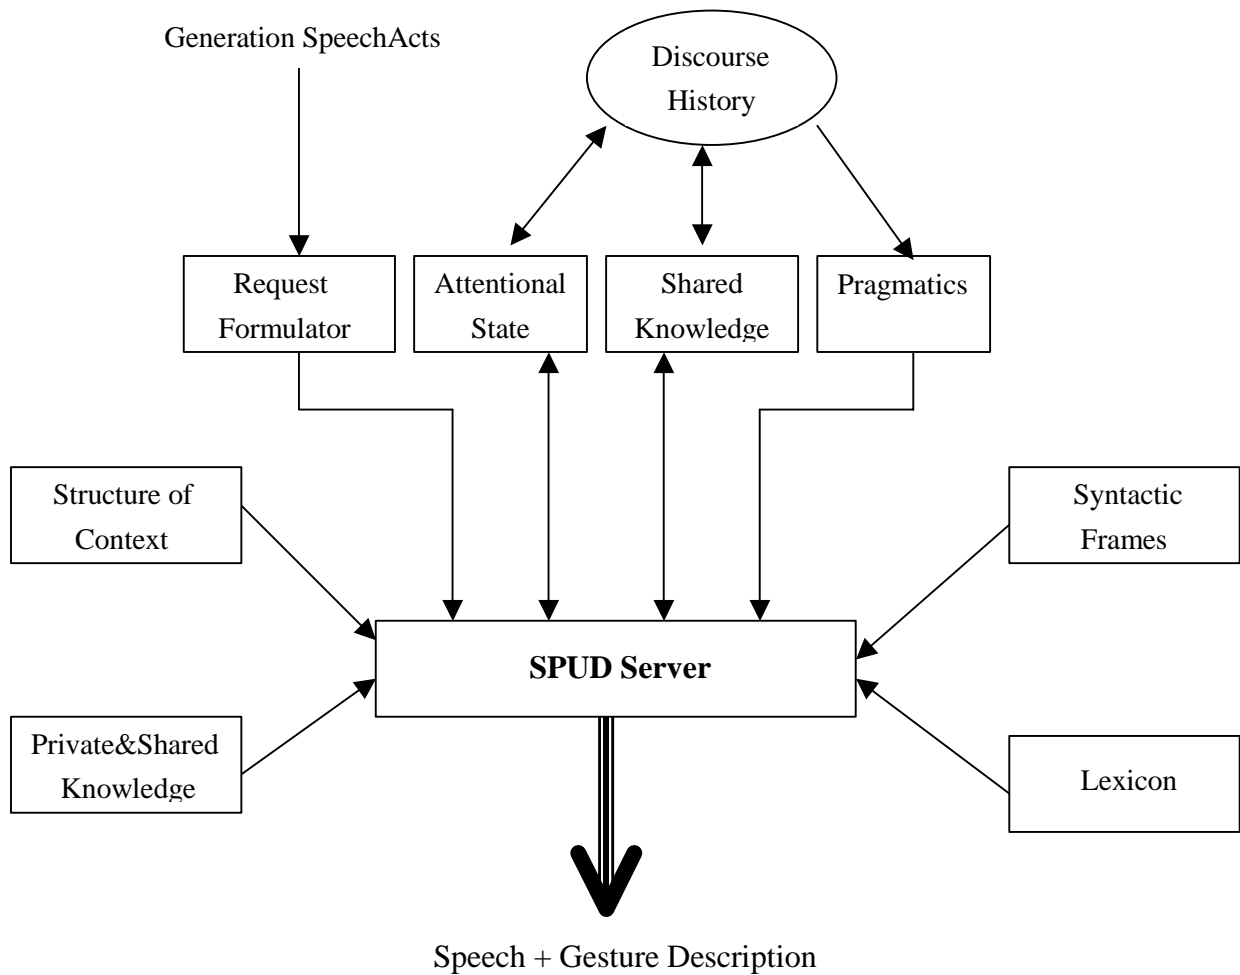 Generation SpeechActs
Discourse
History
Request
Formulator
Attentional
State
Shared
Knowledge
Pragmatics
Structure of
Context
Syntactic
Frames
SPUD Server
Private&Shared
Knowledge
Lexicon
Speech + Gesture Description